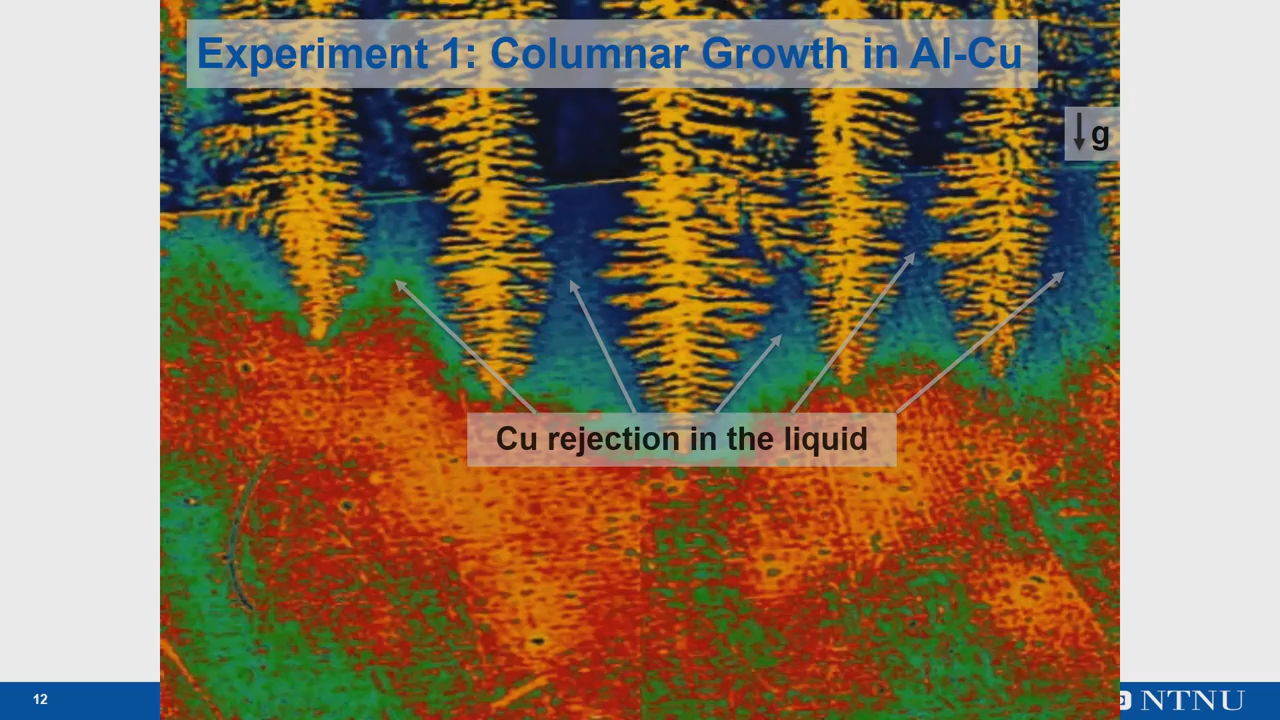 Experiment 1: Columnar Growth in Al-Cu
g
Cu rejection in the liquid
12
NTNU